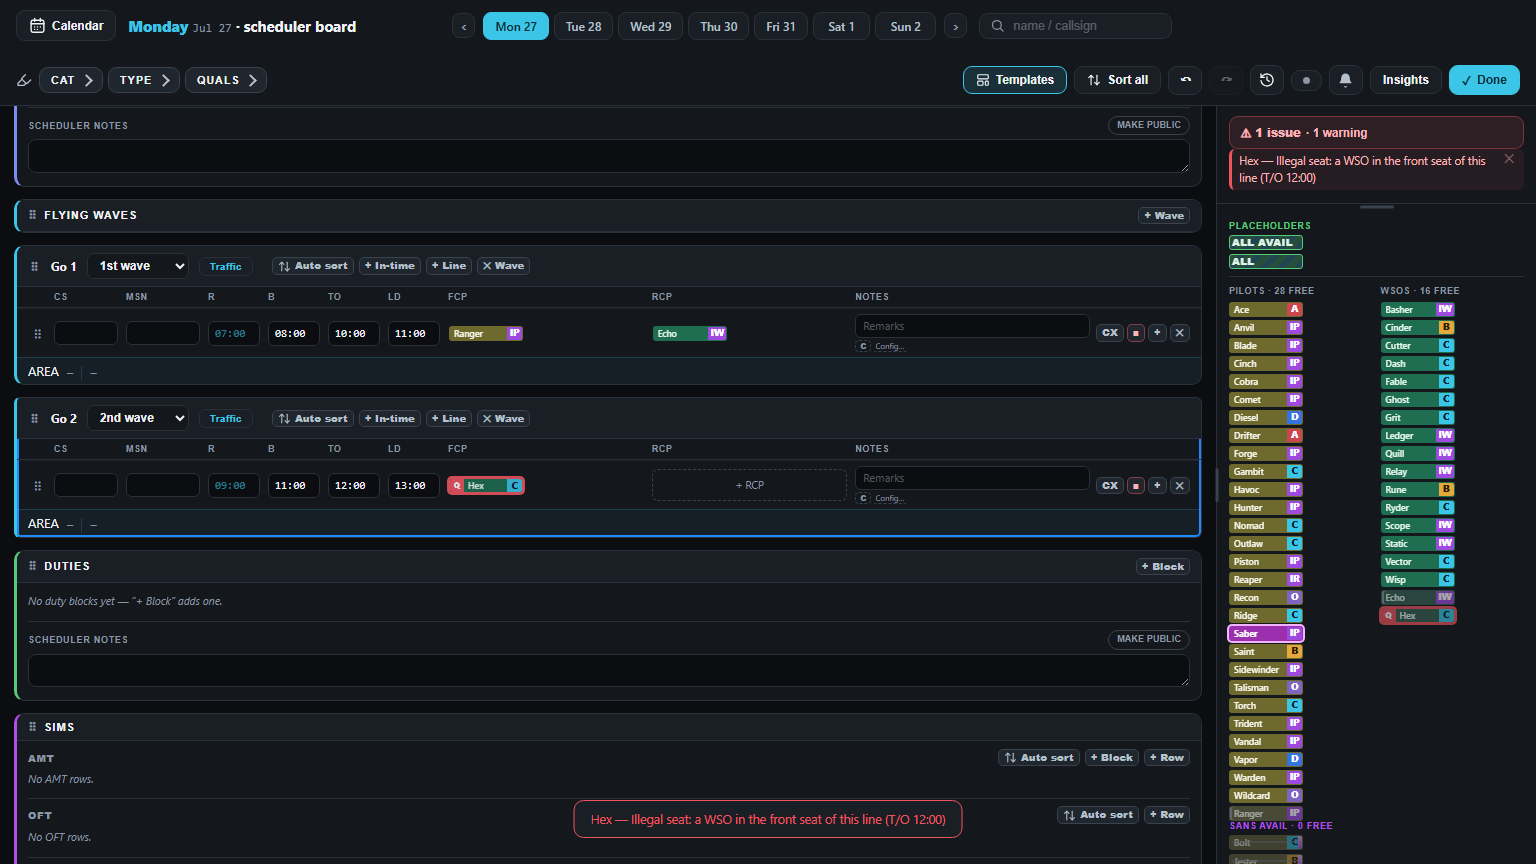 Calendar
Monday Jul 27 · scheduler board
‹
Mon 27
Tue 28
Wed 29
Thu 30
Fri 31
Sat 1
Sun 2
›
name / callsign
CAT
TYPE
QUALS
Templates
Sort all
Insights
✓ Done
SCHEDULER NOTES
MAKE PUBLIC
FLYING WAVES
+ Wave
Go 1
1st wave
Traffic
Auto sort
+ In-time
+ Line
✕ Wave
CS MSN R B TO LD FCP RCP NOTES
07:00 08:00 10:00 11:00 Ranger IP Echo IW Remarks CX ■ + ✕
C Config...
AREA – –
Go 2
2nd wave
Traffic
Auto sort
+ In-time
+ Line
✕ Wave
CS MSN R B TO LD FCP RCP NOTES
09:00 11:00 12:00 13:00 Q Hex C + RCP Remarks CX ■ + ✕
C Config...
AREA – –
DUTIES
+ Block
No duty blocks yet — "+ Block" adds one.
SCHEDULER NOTES
MAKE PUBLIC
SIMS
AMT
Auto sort
+ Block
+ Row
No AMT rows.
OFT
Auto sort
+ Row
No OFT rows.
Hex — Illegal seat: a WSO in the front seat of this line (T/O 12:00)
⚠ 1 issue · 1 warning
Hex — Illegal seat: a WSO in the front seat of this
line (T/O 12:00)
PLACEHOLDERS
ALL AVAIL
ALL
PILOTS · 28 FREE
Ace A
Anvil IP
Blade IP
Cinch IP
Cobra IP
Comet IP
Diesel D
Drifter A
Forge IP
Gambit C
Havoc IP
Hunter IP
Nomad C
Outlaw C
Piston IP
Reaper IR
Recon O
Ridge C
Saber IP
Saint B
Sidewinder IP
Talisman O
Torch C
Trident IP
Vandal IP
Vapor D
Warden IP
Wildcard O
Ranger IP
SANS AVAIL · 0 FREE
Bolt C
Jester B
WSOS · 16 FREE
Basher IW
Cinder B
Cutter C
Dash C
Fable C
Ghost C
Grit C
Ledger IW
Quill IW
Relay IW
Rune B
Ryder C
Scope IW
Static IW
Vector C
Wisp C
Echo IW
Q Hex C